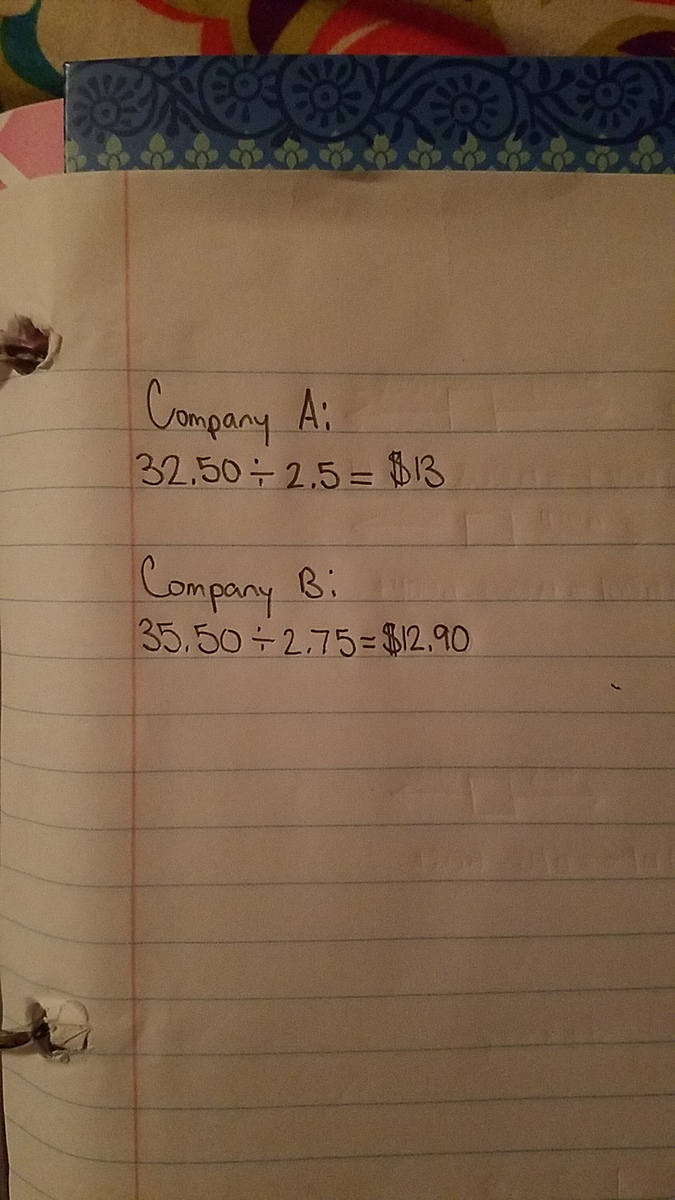 Company A:
32.50 ÷ 2.5 = $13
Company B:
35.50 ÷ 2.75 = $12.90